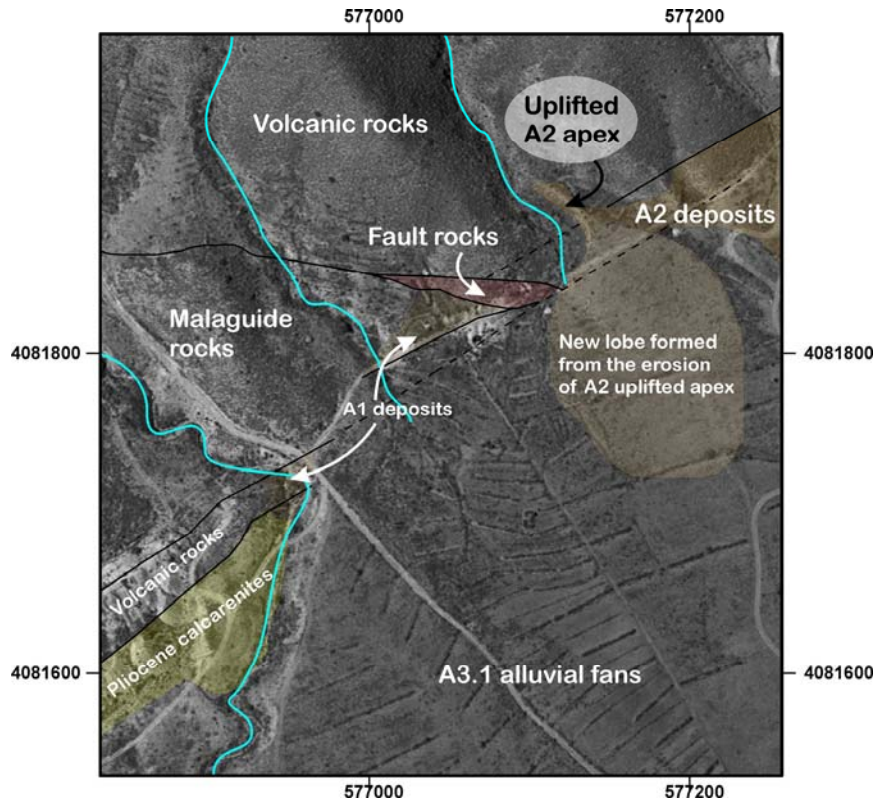 577000
577200
Uplifted
A2 apex
Volcanic rocks
A2 deposits
Fault rocks
Malaguide
rocks
4081800
4081800
New lobe formed
from the erosion
of A2 uplifted apex
A1 deposits
Volcanic rocks
Pliocene calcarenites
4081600
4081600
A3.1 alluvial fans
577000
577200